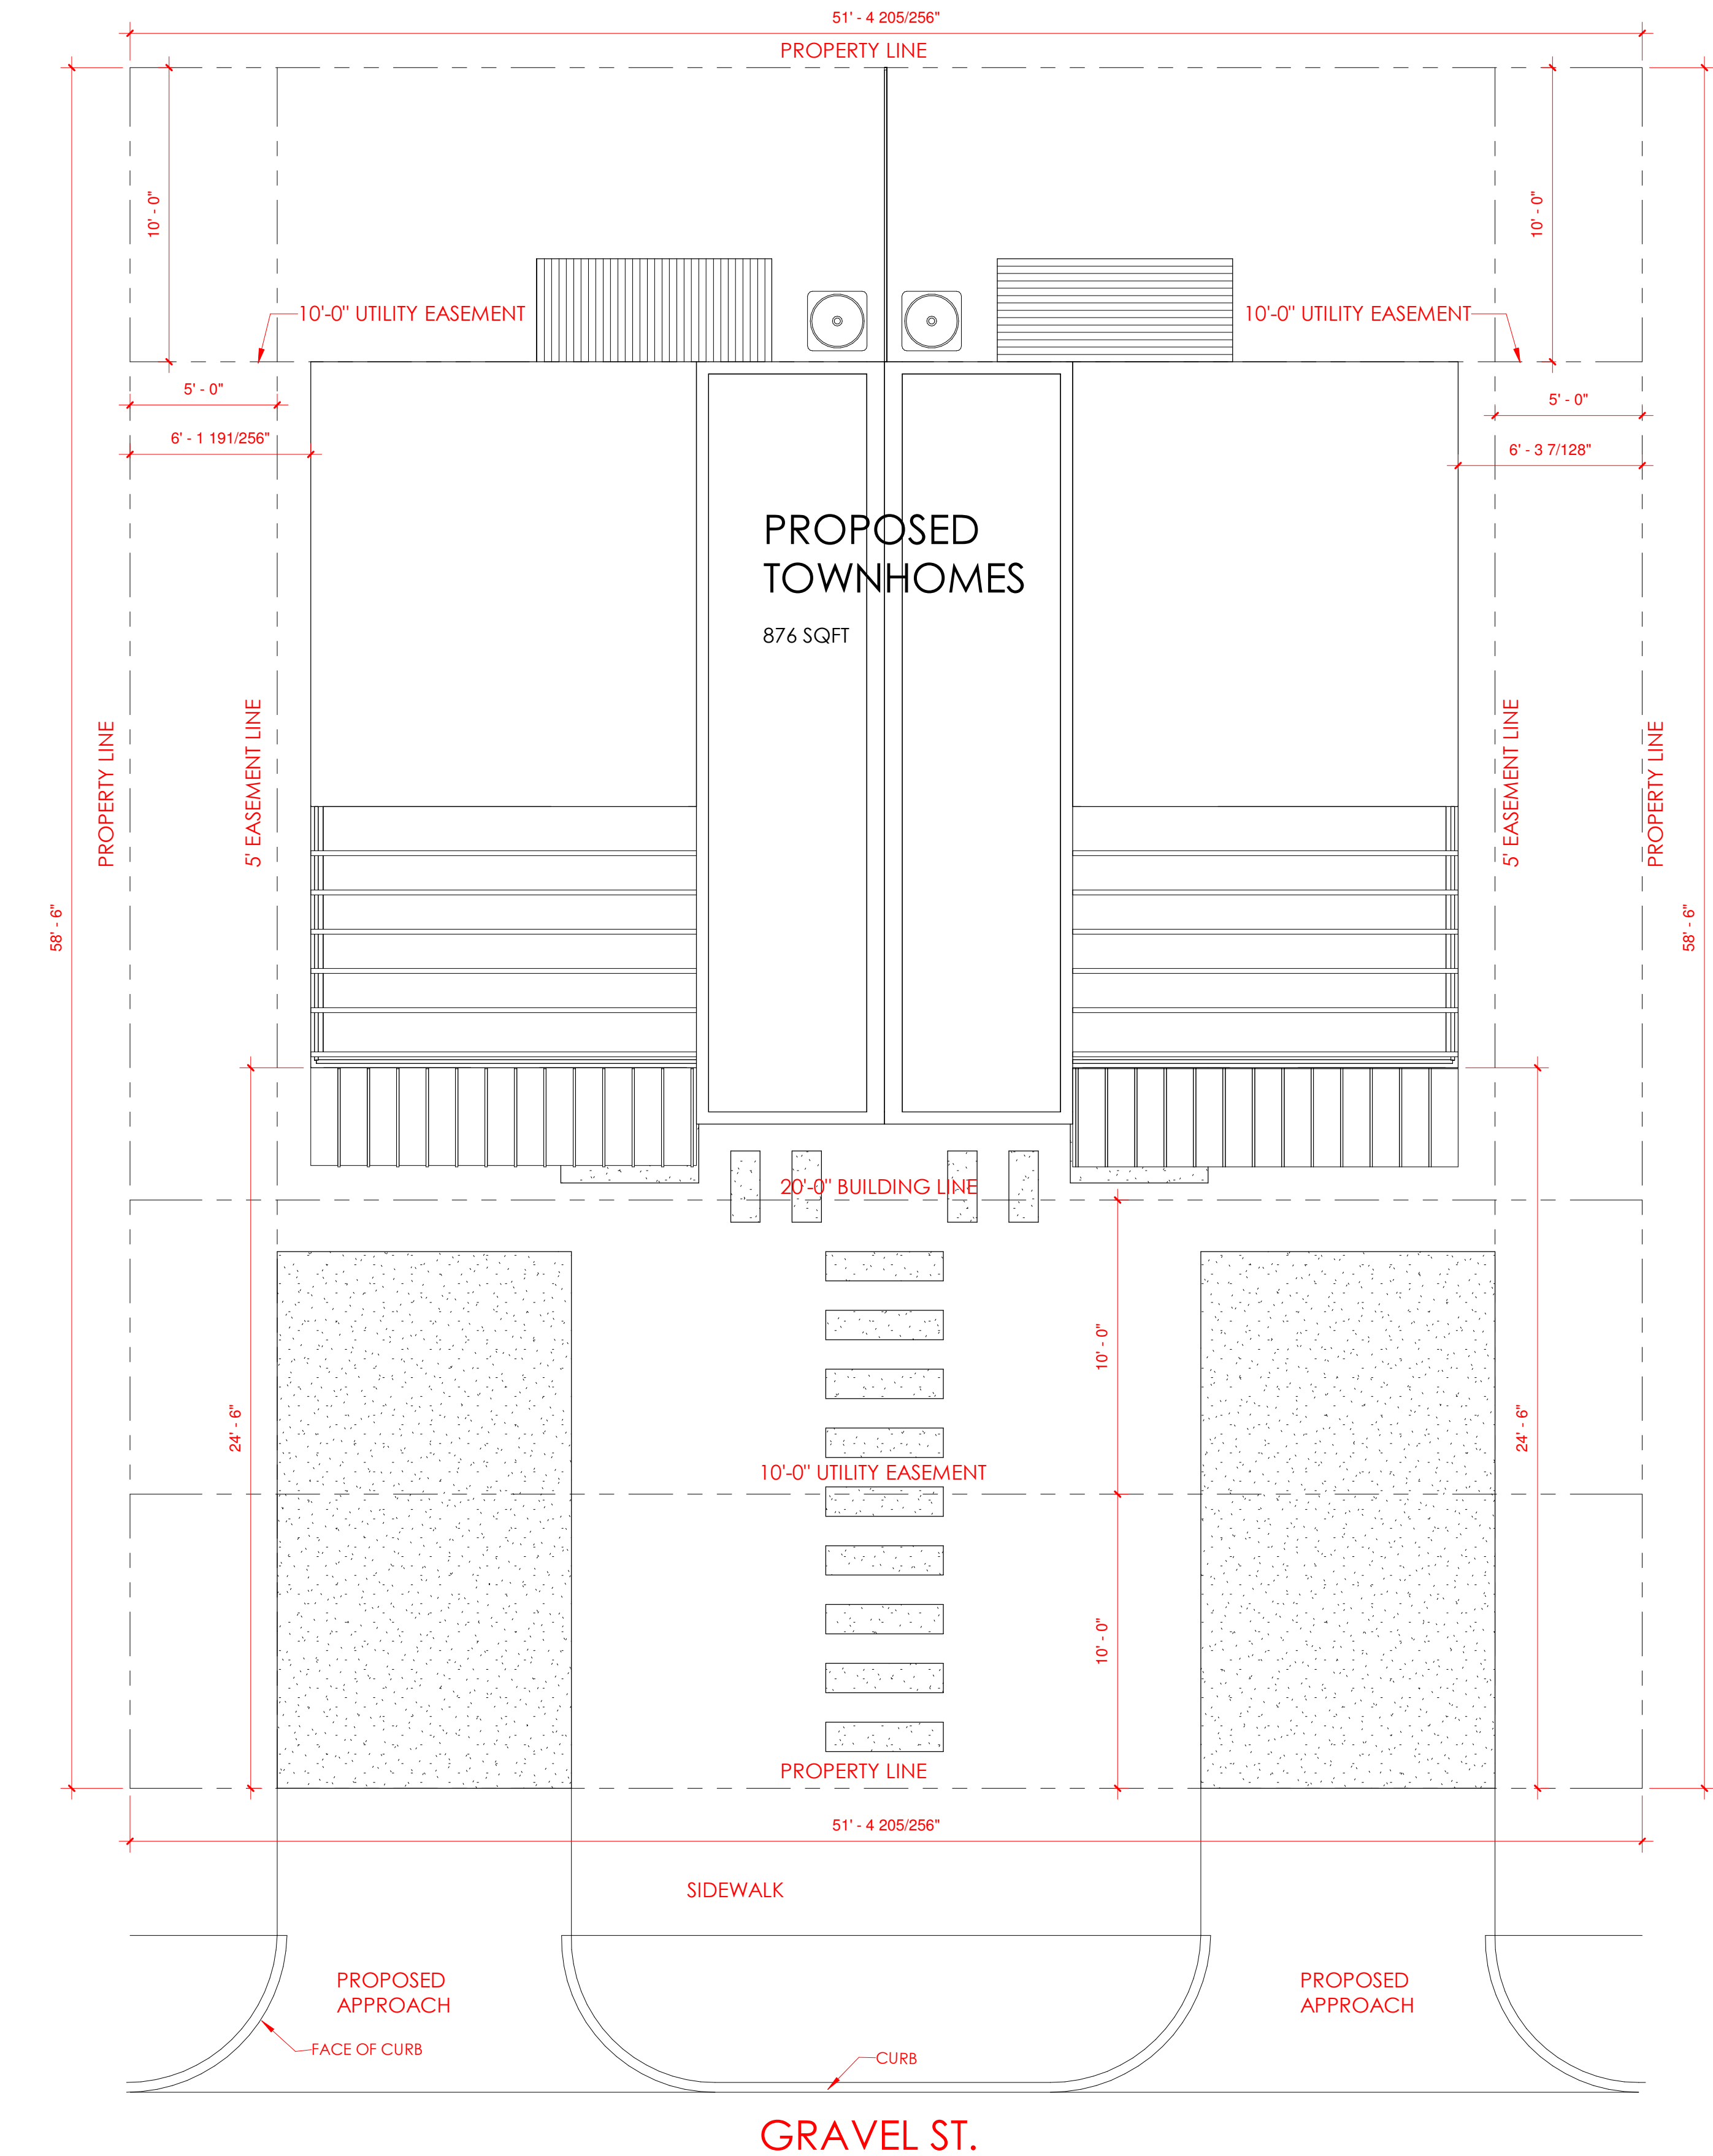 51' - 4 205/256"
PROPERTY LINE
10' - 0"
10' - 0"
10'-0" UTILITY EASEMENT
10'-0" UTILITY EASEMENT
5' - 0"
5' - 0"
6' - 1 191/256"
6' - 3 7/128"
PROPOSED
TOWNHOMES
876 SQFT
PROPERTY LINE
5' EASEMENT LINE
5' EASEMENT LINE
PROPERTY LINE
58' - 6"
58' - 6"
20'-0" BUILDING LINE
10' - 0"
24' - 6"
24' - 6"
10'-0" UTILITY EASEMENT
10' - 0"
PROPERTY LINE
51' - 4 205/256"
SIDEWALK
PROPOSED
APPROACH
PROPOSED
APPROACH
FACE OF CURB
CURB
GRAVEL ST.